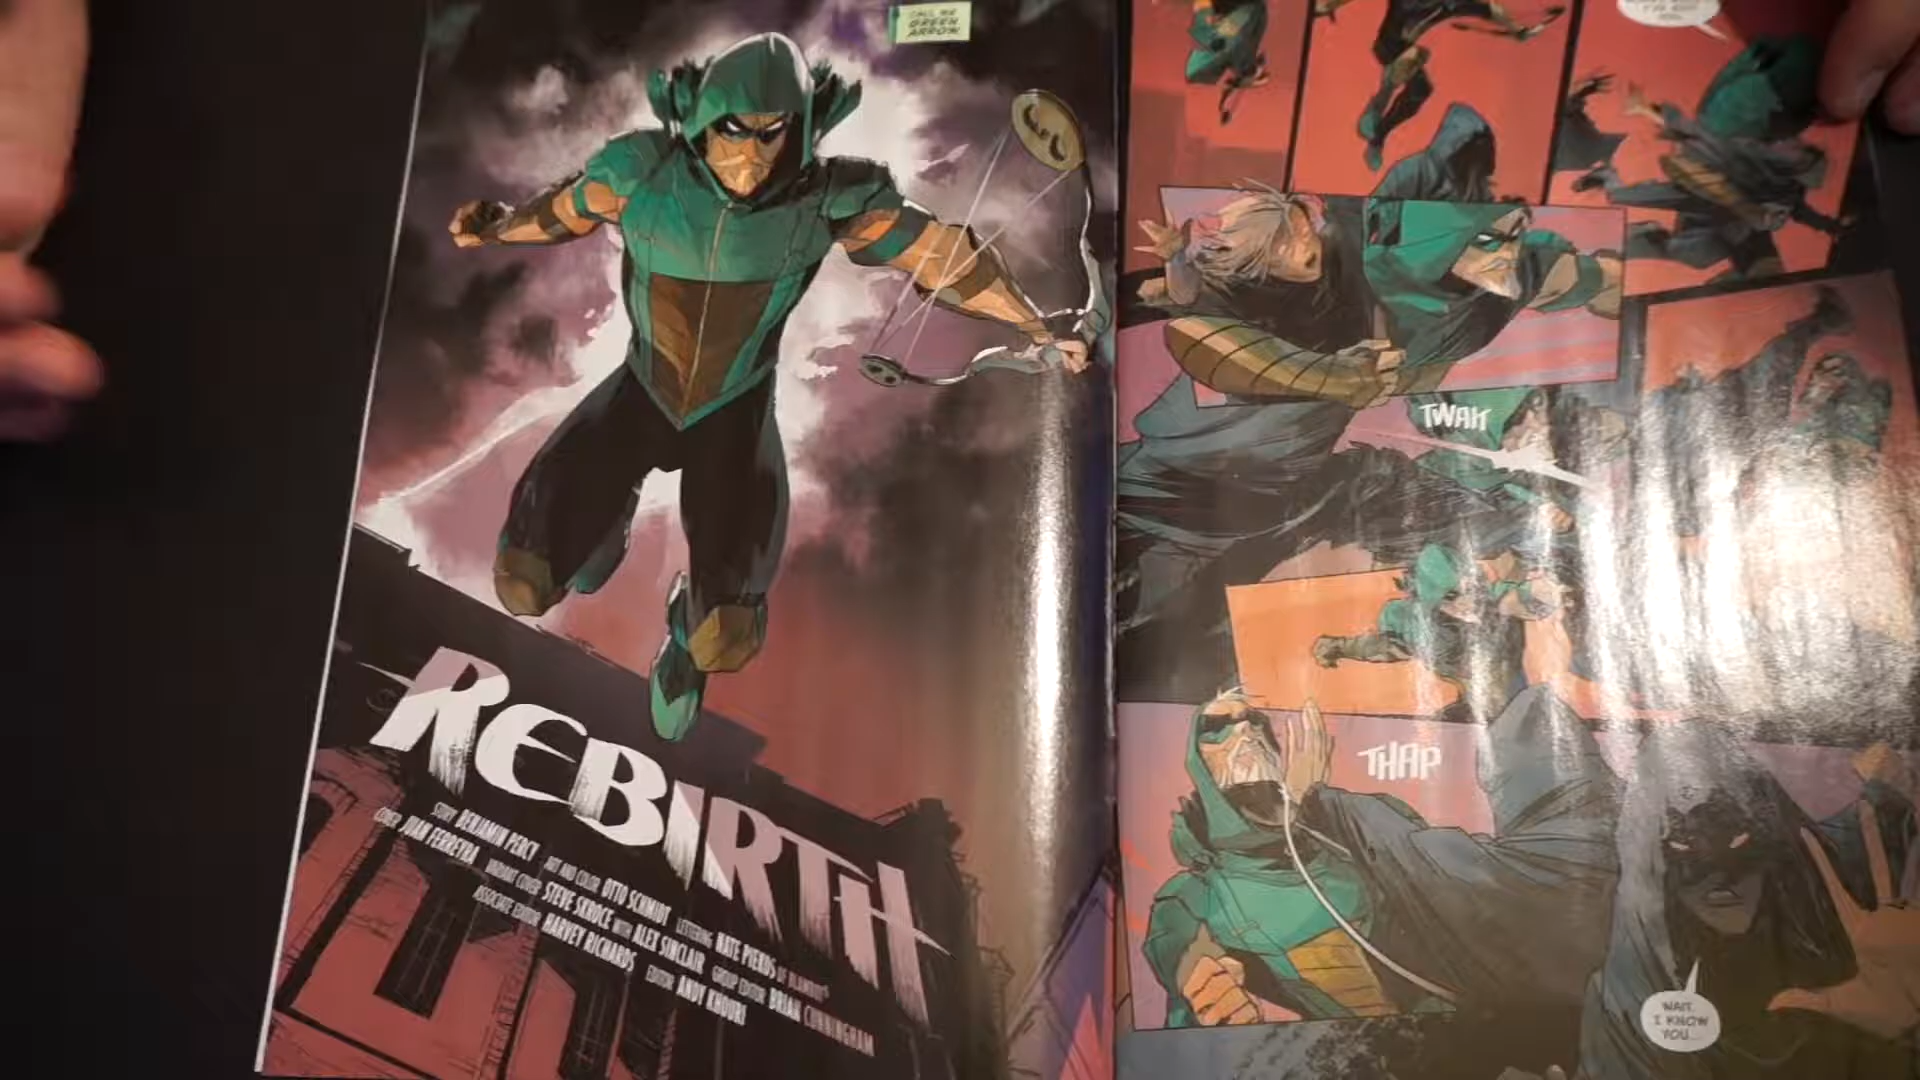 CALL ME
GREEN
ARROW.
TWAK
THAP
WAIT.
I KNOW
YOU...
REBIRTH
STORY BENJAMIN PERCY ART AND COLOR OTTO SCHMIDT LETTERING NATE PIEKOS OF BLAMBOT®
COVER JUAN FERREYRA VARIANT COVER STEVE SKROCE WITH ALEX SINCLAIR GROUP EDITOR BRIAN CUNNINGHAM
ASSOCIATE EDITOR HARVEY RICHARDS EDITOR ANDY KHOURI